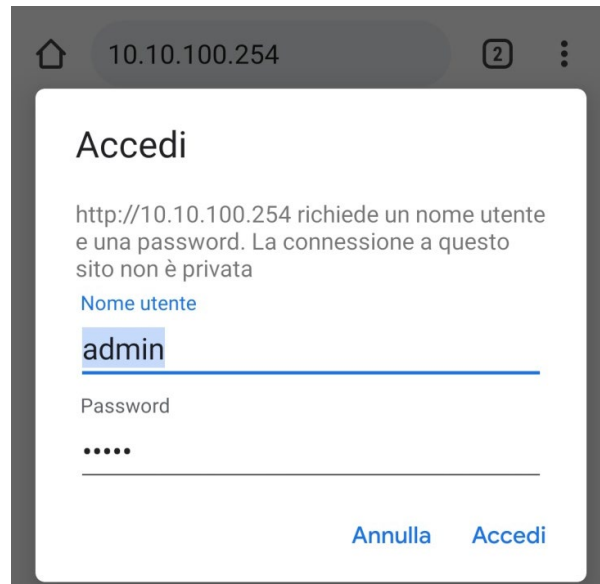 10.10.100.254
2
Accedi
http://10.10.100.254 richiede un nome utente
e una password. La connessione a questo
sito non è privata
Nome utente
admin
Password
•••••
Annulla Accedi